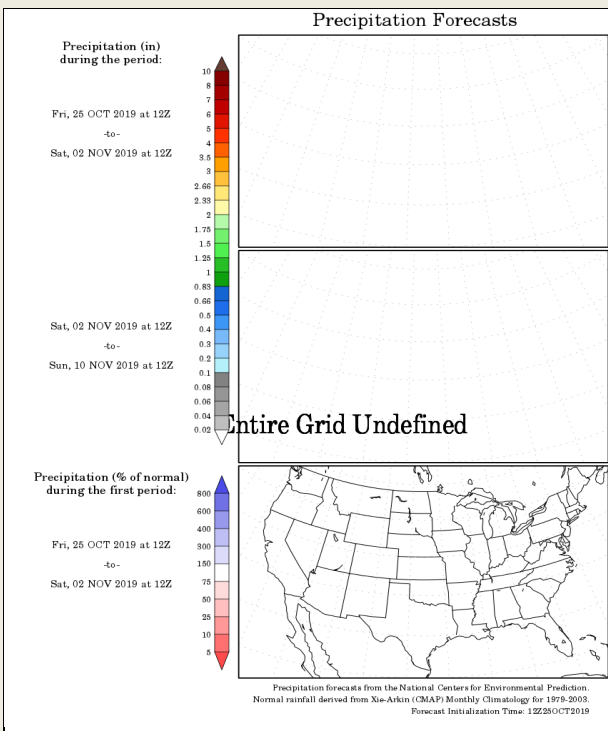 Precipitation Forecasts
Precipitation (in)
during the period:
Fri, 25 OCT 2019 at 12Z
-to-
Sat, 02 NOV 2019 at 12Z
10
8
7
6
5
4
3.5
3
2.66
2.33
2
1.75
1.5
1.25
1
0.83
0.66
0.5
0.4
0.3
0.2
0.1
0.08
0.06
0.04
0.02
Sat, 02 NOV 2019 at 12Z
-to-
Sun, 10 NOV 2019 at 12Z
Entire Grid Undefined
Precipitation (% of normal)
during the first period:
Fri, 25 OCT 2019 at 12Z
-to-
Sat, 02 NOV 2019 at 12Z
800
600
400
300
150
75
50
25
10
5
Precipitation forecasts from the National Centers for Environmental Prediction.
Normal rainfall derived from Xie-Arkin (CMAP) Monthly Climatology for 1979-2003.
Forecast Initialization Time: 12Z25OCT2019